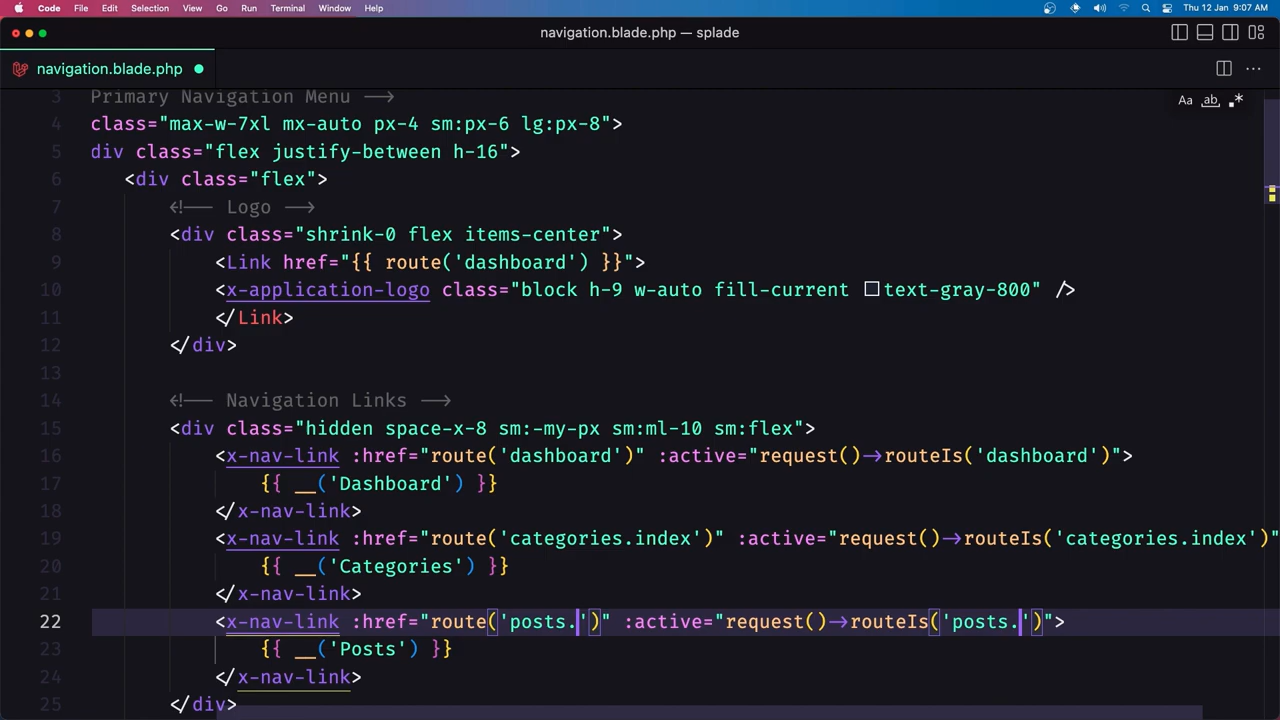 Code File Edit Selection View Go Run Terminal Window Help Thu 12 Jan 9:07 AM
navigation.blade.php — splade
navigation.blade.php
Aa ab
3 Primary Navigation Menu -->
4 class="max-w-7xl mx-auto px-4 sm:px-6 lg:px-8">
5 div class="flex justify-between h-16">
6 <div class="flex">
7 <!-- Logo -->
8 <div class="shrink-0 flex items-center">
9 <Link href="{{ route('dashboard') }}">
10 <x-application-logo class="block h-9 w-auto fill-current text-gray-800" />
11 </Link>
12 </div>
13
14 <!-- Navigation Links -->
15 <div class="hidden space-x-8 sm:-my-px sm:ml-10 sm:flex">
16 <x-nav-link :href="route('dashboard')" :active="request()->routeIs('dashboard')">
17 {{ __('Dashboard') }}
18 </x-nav-link>
19 <x-nav-link :href="route('categories.index')" :active="request()->routeIs('categories.index')"
20 {{ __('Categories') }}
21 </x-nav-link>
22 <x-nav-link :href="route('posts.')" :active="request()->routeIs('posts.')">
23 {{ __('Posts') }}
24 </x-nav-link>
25 </div>